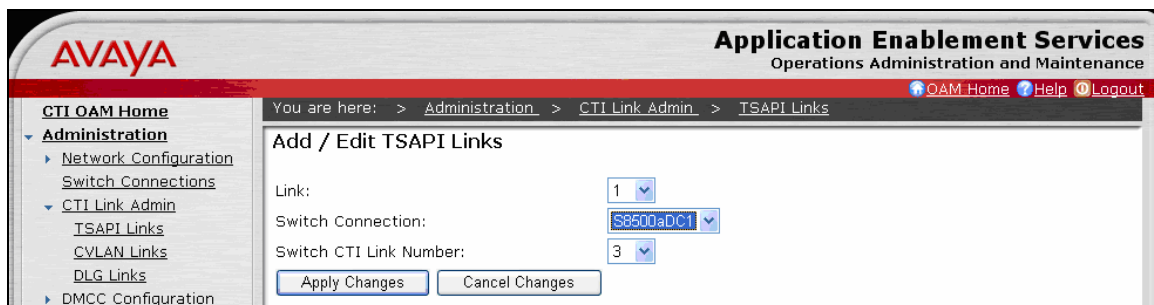 AVAYA
Application Enablement Services
Operations Administration and Maintenance
OAM Home Help Logout
CTI OAM Home
You are here: > Administration > CTI Link Admin > TSAPI Links
Administration
Network Configuration
Switch Connections
CTI Link Admin
TSAPI Links
CVLAN Links
DLG Links
DMCC Configuration
Add / Edit TSAPI Links
Link: 1
Switch Connection: S8500aDC1
Switch CTI Link Number: 3
Apply Changes Cancel Changes